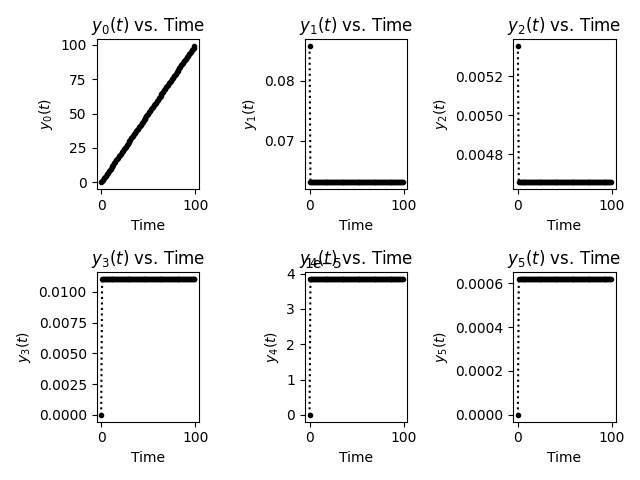 y₀(t) vs. Time
y₁(t) vs. Time
y₂(t) vs. Time
100
75
50
25
0
y₀(t)
0 100
Time
0.08
0.07
y₁(t)
0 100
Time
0.0052
0.0050
0.0048
y₂(t)
0 100
Time
y₃(t) vs. Time
y₄(t) vs. Time
1e−5
y₅(t) vs. Time
0.0100
0.0075
0.0050
0.0025
0.0000
y₃(t)
0 100
Time
4
3
2
1
0
y₄(t)
0 100
Time
0.0006
0.0004
0.0002
0.0000
y₅(t)
0 100
Time